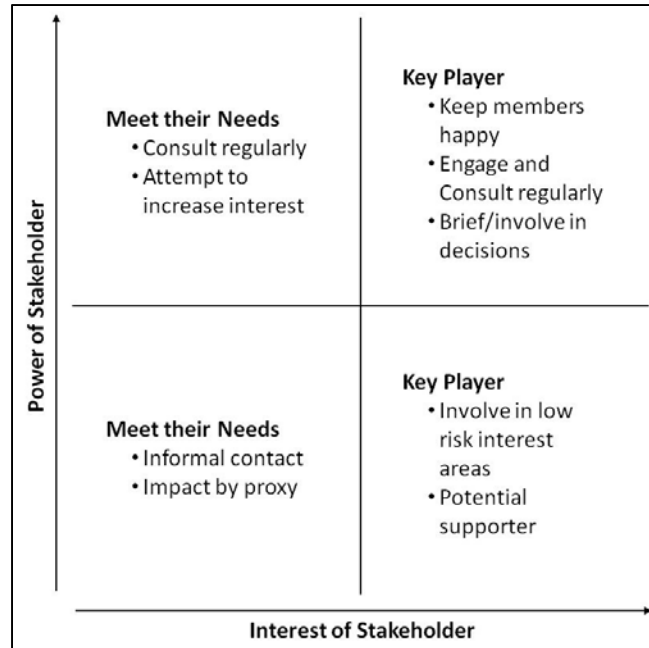 Power of Stakeholder
Meet their Needs
• Consult regularly
• Attempt to
increase interest
Key Player
• Keep members
happy
• Engage and
Consult regularly
• Brief/involve in
decisions
Meet their Needs
• Informal contact
• Impact by proxy
Key Player
• Involve in low
risk interest
areas
• Potential
supporter
Interest of Stakeholder